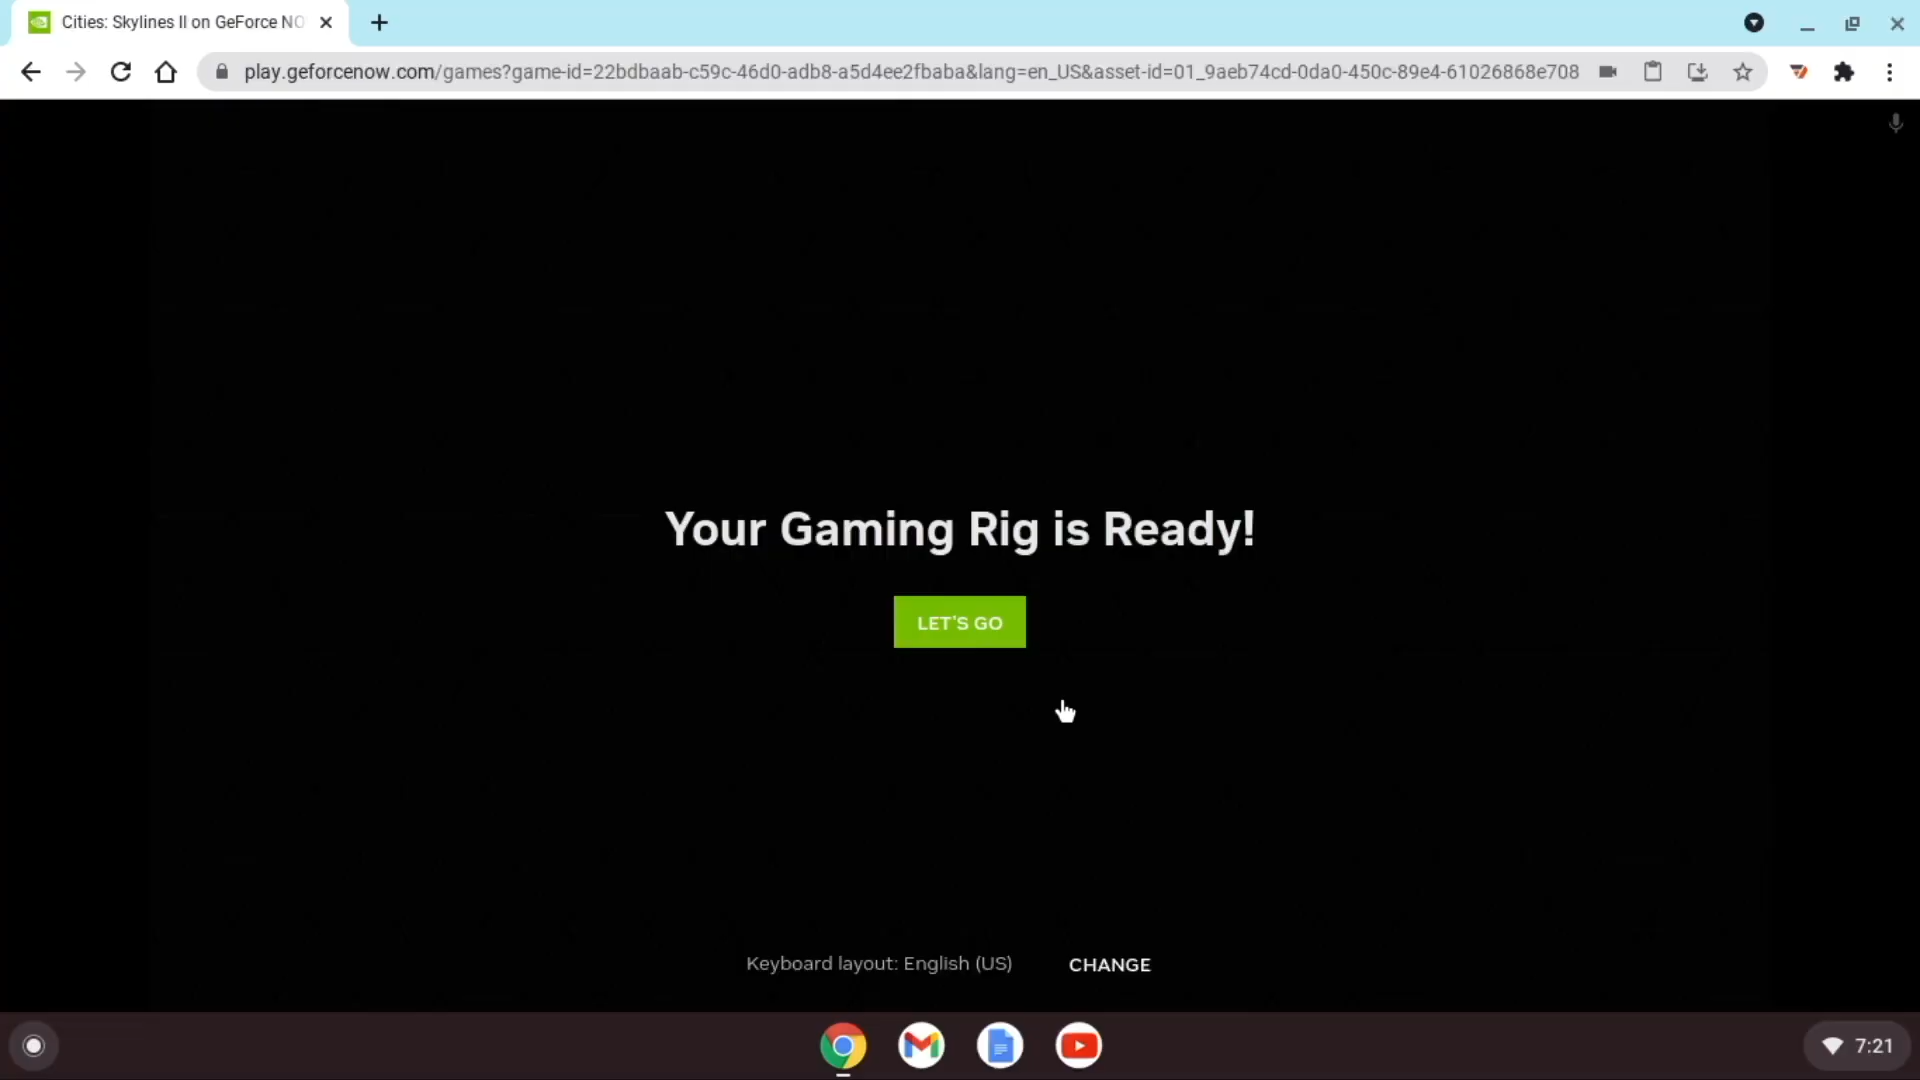 Cities: Skylines II on GeForce NO
play.geforcenow.com/games?game-id=22bdbaab-c59c-46d0-adb8-a5d4ee2fbaba&lang=en_US&asset-id=01_9aeb74cd-0da0-450c-89e4-61026868e708
Your Gaming Rig is Ready!
LET'S GO
Keyboard layout: English (US) CHANGE
7:21